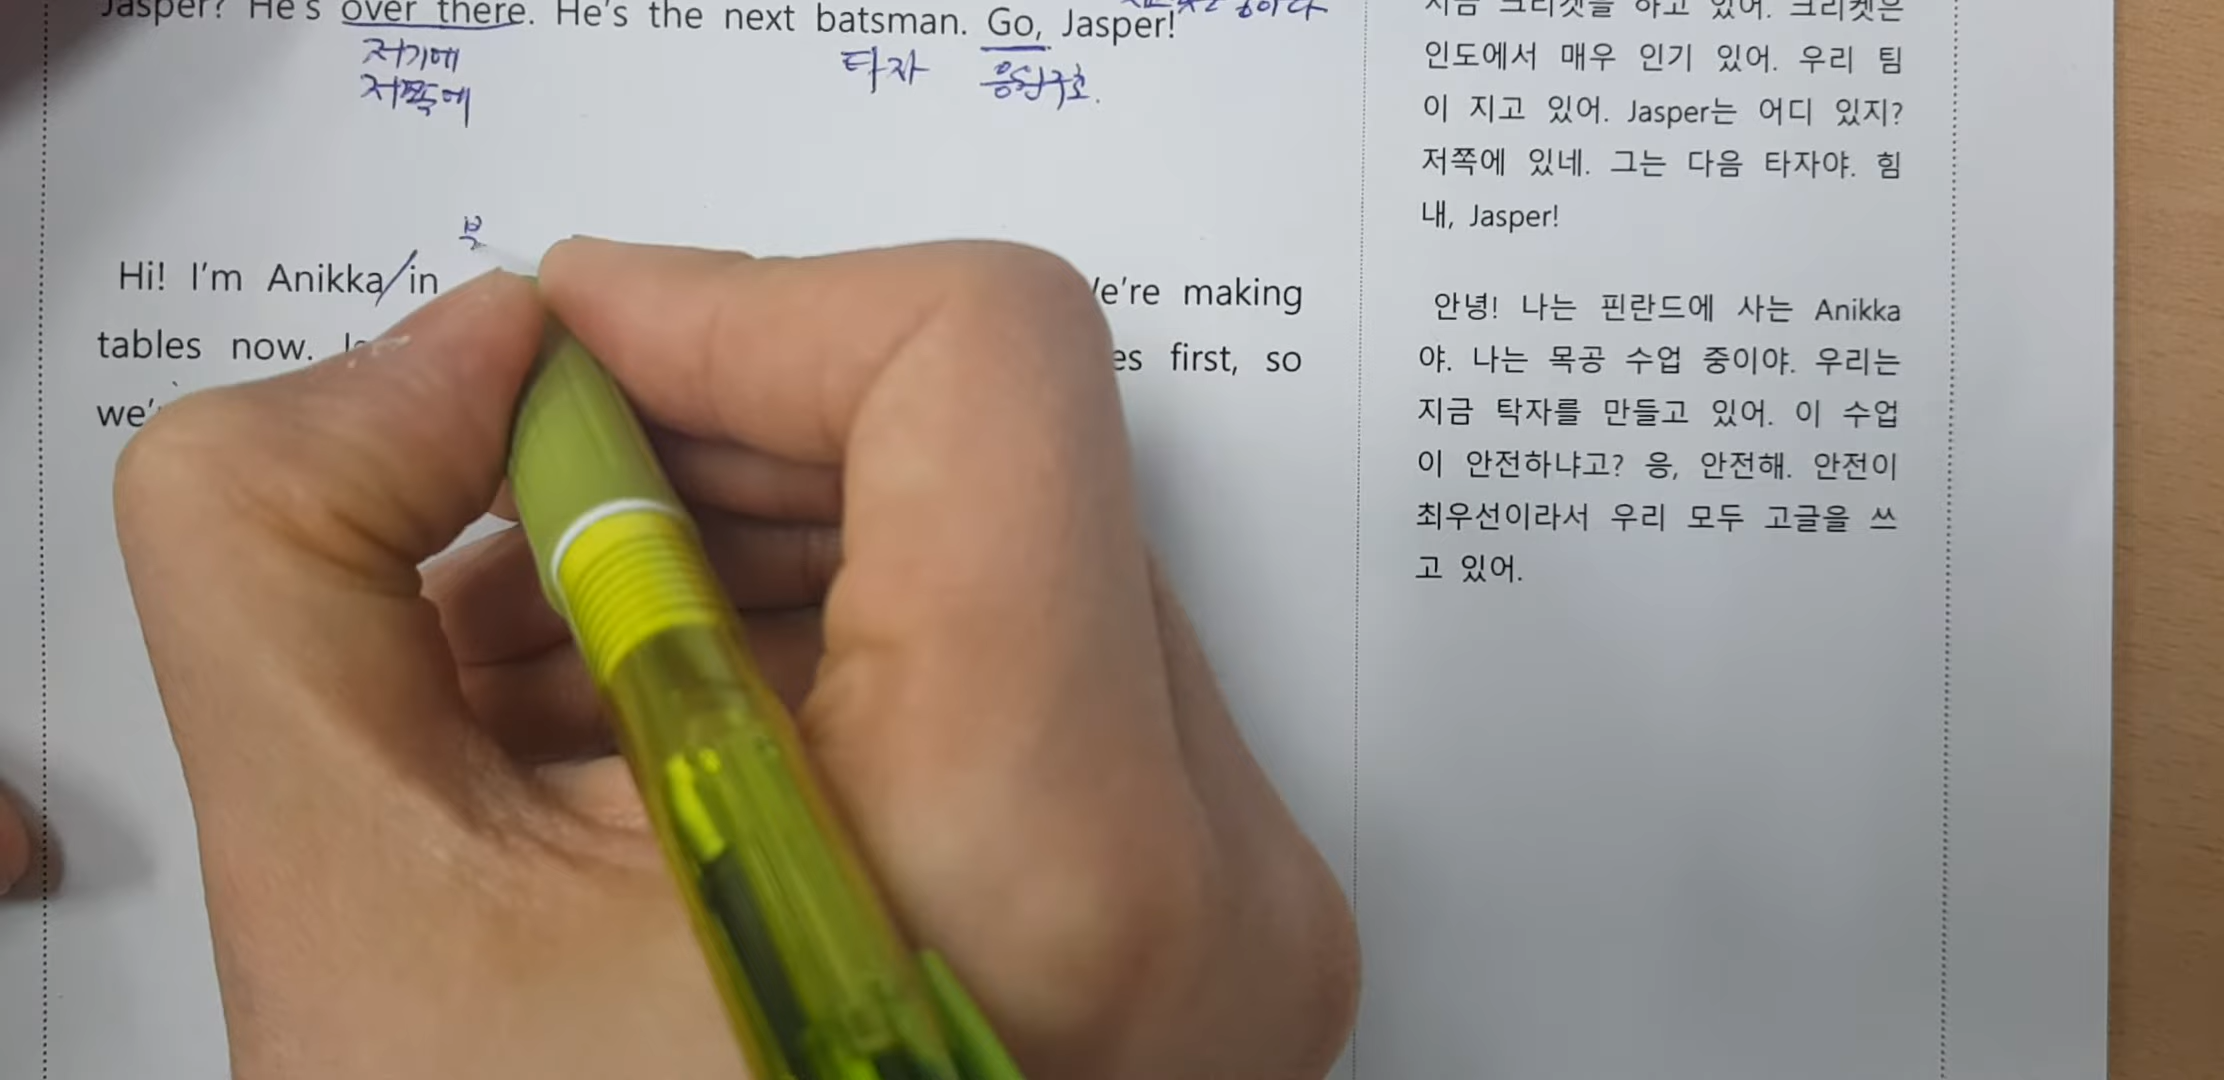 Jasper? He's over there. He's the next batsman. Go, Jasper!
저기에
저쪽에
타자
응원구호.
Hi! I'm Anikka/in
We're making
tables now.
first, so
지금 크리켓을 하고 있어. 크리켓은
인도에서 매우 인기 있어. 우리 팀
이 지고 있어. Jasper는 어디 있지?
저쪽에 있네. 그는 다음 타자야. 힘
내, Jasper!
안녕! 나는 핀란드에 사는 Anikka
야. 나는 목공 수업 중이야. 우리는
지금 탁자를 만들고 있어. 이 수업
이 안전하냐고? 응, 안전해. 안전이
최우선이라서 우리 모두 고글을 쓰
고 있어.